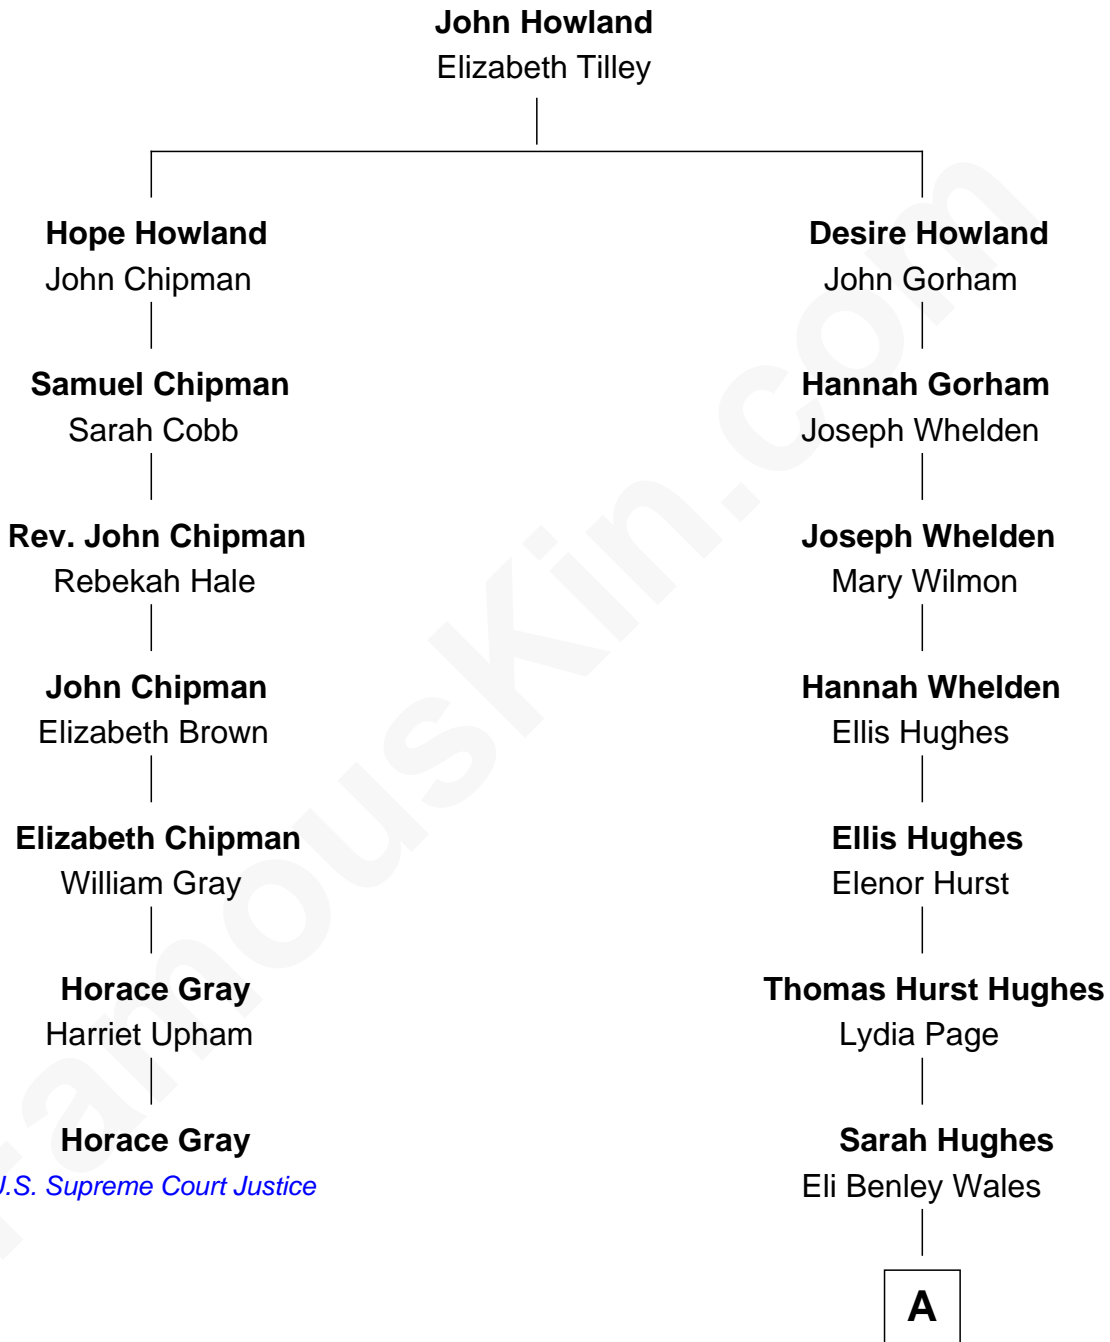 John Howland
Elizabeth Tilley
Hope Howland
John Chipman
Desire Howland
John Gorham
Samuel Chipman
Sarah Cobb
Hannah Gorham
Joseph Whelden
Rev. John Chipman
Rebekah Hale
Joseph Whelden
Mary Wilmon
John Chipman
Elizabeth Brown
Hannah Whelden
Ellis Hughes
Elizabeth Chipman
William Gray
Ellis Hughes
Elenor Hurst
Horace Gray
Harriet Upham
Thomas Hurst Hughes
Lydia Page
Horace Gray
U.S. Supreme Court Justice
Sarah Hughes
Eli Benley Wales
A
FamousKin.com